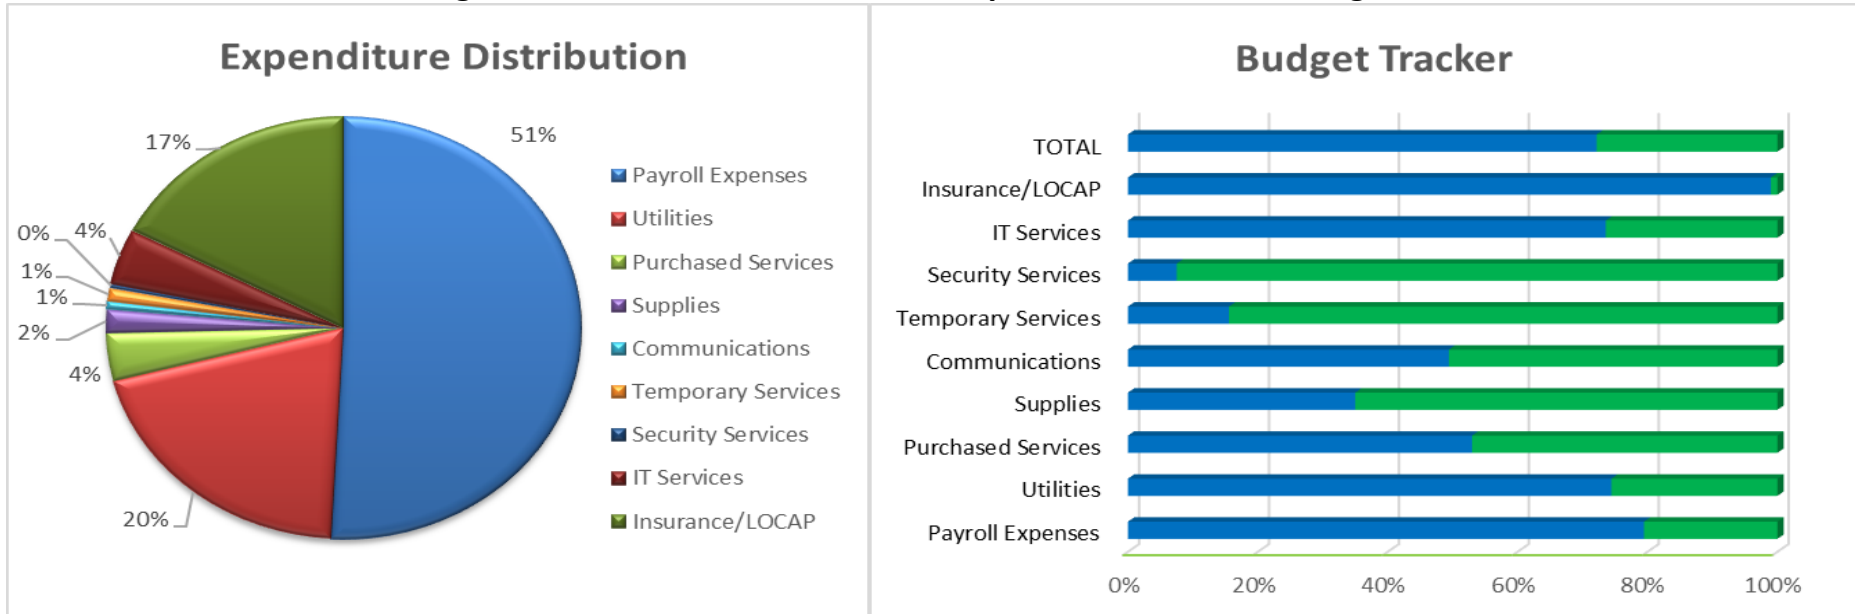 Expenditure Distribution
51%
17%
4%
0%
1%
1%
2%
4%
20%
Payroll Expenses
Utilities
Purchased Services
Supplies
Communications
Temporary Services
Security Services
IT Services
Insurance/LOCAP
Budget Tracker
TOTAL
Insurance/LOCAP
IT Services
Security Services
Temporary Services
Communications
Supplies
Purchased Services
Utilities
Payroll Expenses
0% 20% 40% 60% 80% 100%